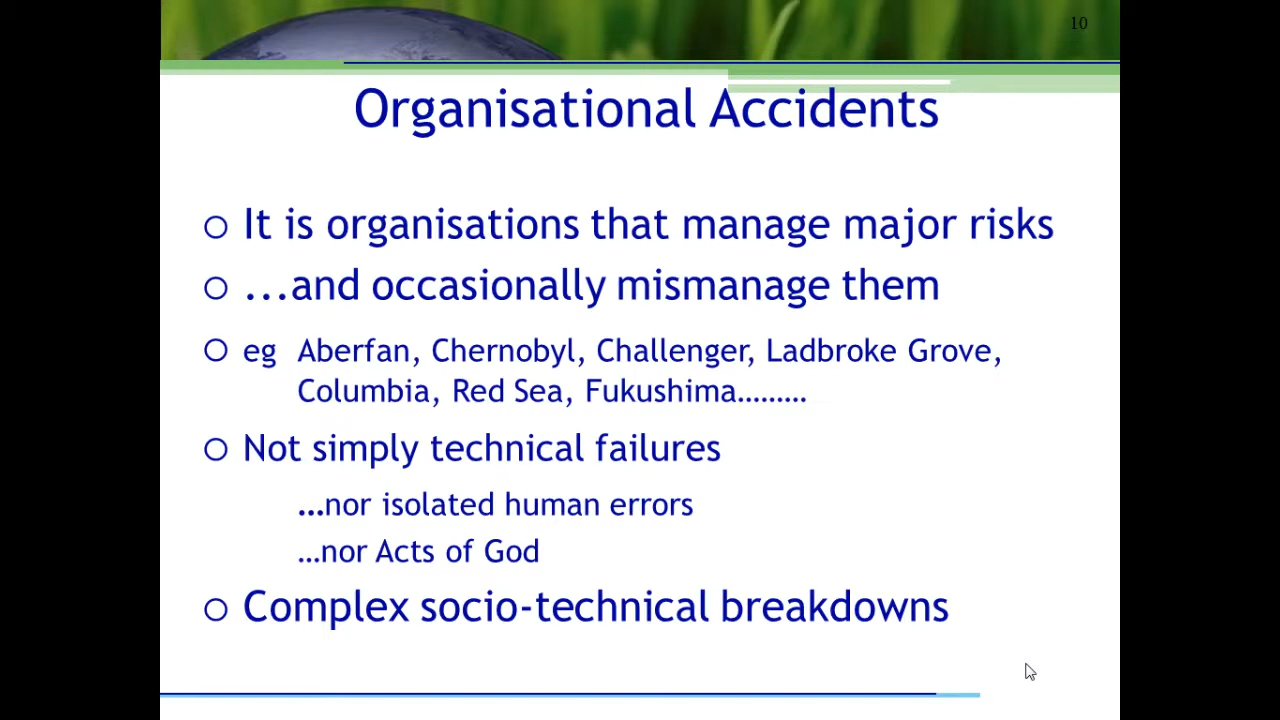 10
Organisational Accidents
It is organisations that manage major risks
...and occasionally mismanage them
eg Aberfan, Chernobyl, Challenger, Ladbroke Grove,
Columbia, Red Sea, Fukushima.........
Not simply technical failures
...nor isolated human errors
...nor Acts of God
Complex socio-technical breakdowns